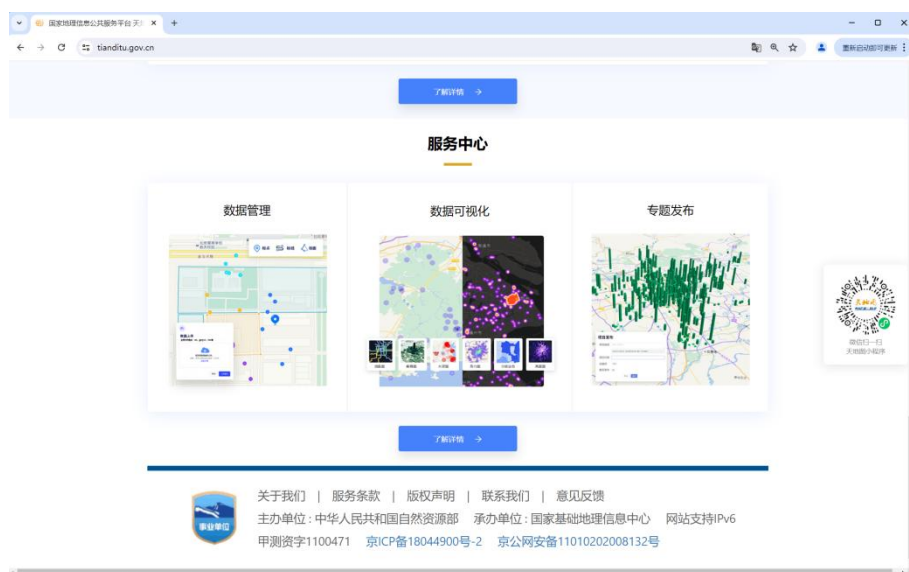 国家地理信息公共服务平台 天
tianditu.gov.cn
重新启动即可更新
了解详情 →
服务中心
数据管理
数据可视化
专题发布
微信扫一扫
天地图小程序
了解详情 →
关于我们 | 服务条款 | 版权声明 | 联系我们 | 意见反馈
事业单位
主办单位:中华人民共和国自然资源部 承办单位:国家基础地理信息中心 网站支持IPv6
甲测资字1100471 京ICP备18044900号-2 京公网安备11010202008132号